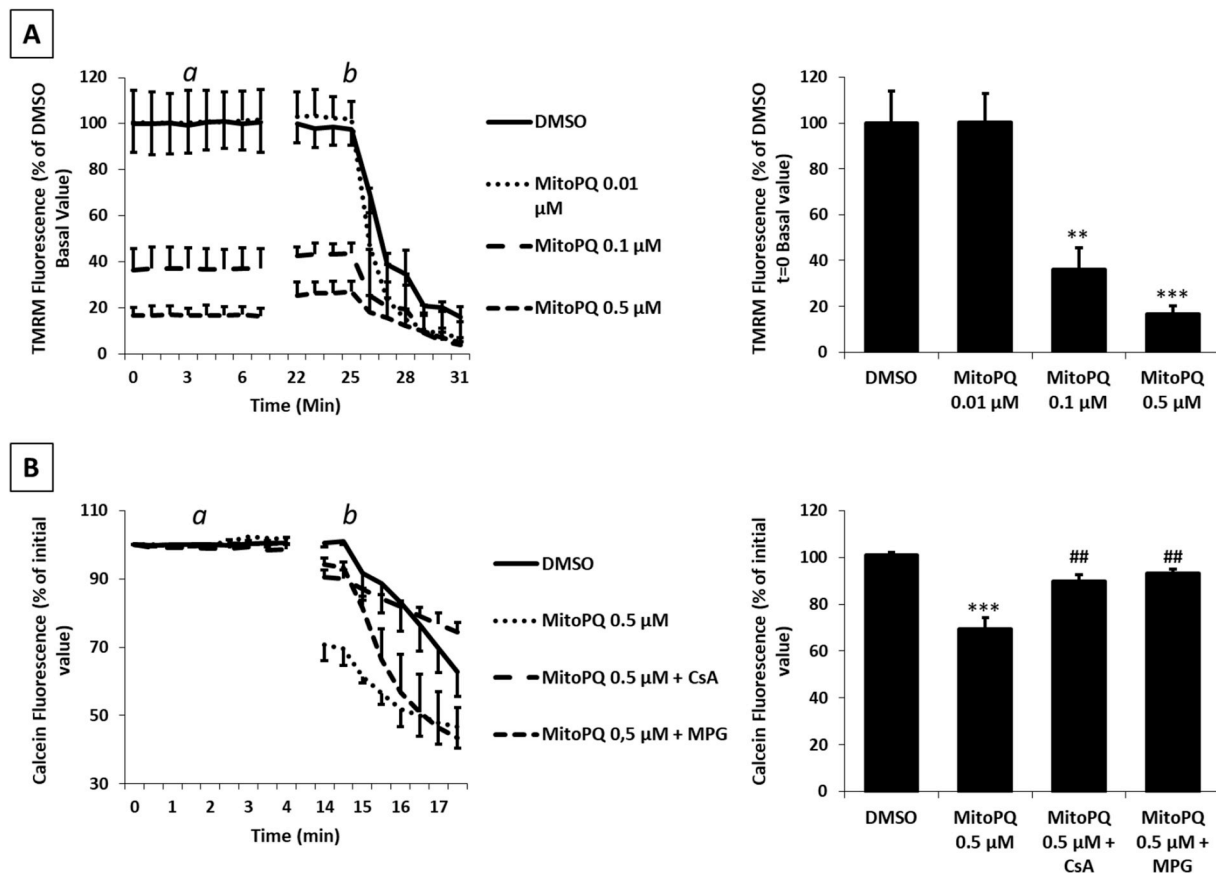 A
TMRM Fluorescence (% of DMSO
Basal Value)
120
100
80
60
40
20
0
a
b
0
3
6
22
25
28
31
Time (Min)
DMSO
MitoPQ 0.01
µM
MitoPQ 0.1 µM
MitoPQ 0.5 µM
TMRM Fluorescence (% of DMSO
t=0 Basal value)
120
100
80
60
40
20
0
**
***
DMSO
MitoPQ
0.01 µM
MitoPQ
0.1 µM
MitoPQ
0.5 µM
B
Calcein Fluorescence (% of initial
value)
110
90
70
50
30
a
b
0
1
2
3
4
14
15
16
17
Time (min)
DMSO
MitoPQ 0.5 µM
MitoPQ 0.5 µM + CsA
MitoPQ 0,5 µM + MPG
Calcein Fluorescence (% of initial
value)
120
100
80
60
40
20
0
***
##
##
DMSO
MitoPQ
0.5 µM
MitoPQ
0.5 µM +
CsA
MitoPQ
0.5 µM +
MPG